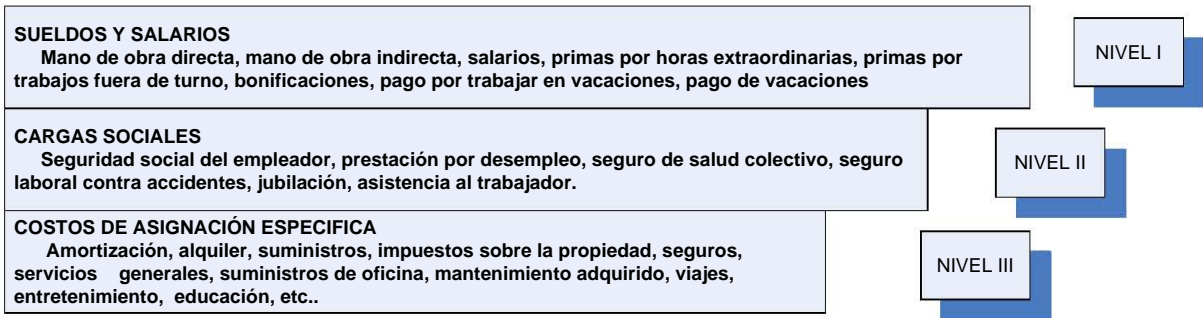 SUELDOS Y SALARIOS
Mano de obra directa, mano de obra indirecta, salarios, primas por horas extraordinarias, primas por
trabajos fuera de turno, bonificaciones, pago por trabajar en vacaciones, pago de vacaciones
NIVEL I
CARGAS SOCIALES
Seguridad social del empleador, prestación por desempleo, seguro de salud colectivo, seguro
laboral contra accidentes, jubilación, asistencia al trabajador.
NIVEL II
COSTOS DE ASIGNACIÓN ESPECIFICA
Amortización, alquiler, suministros, impuestos sobre la propiedad, seguros,
servicios generales, suministros de oficina, mantenimiento adquirido, viajes,
entretenimiento, educación, etc..
NIVEL III